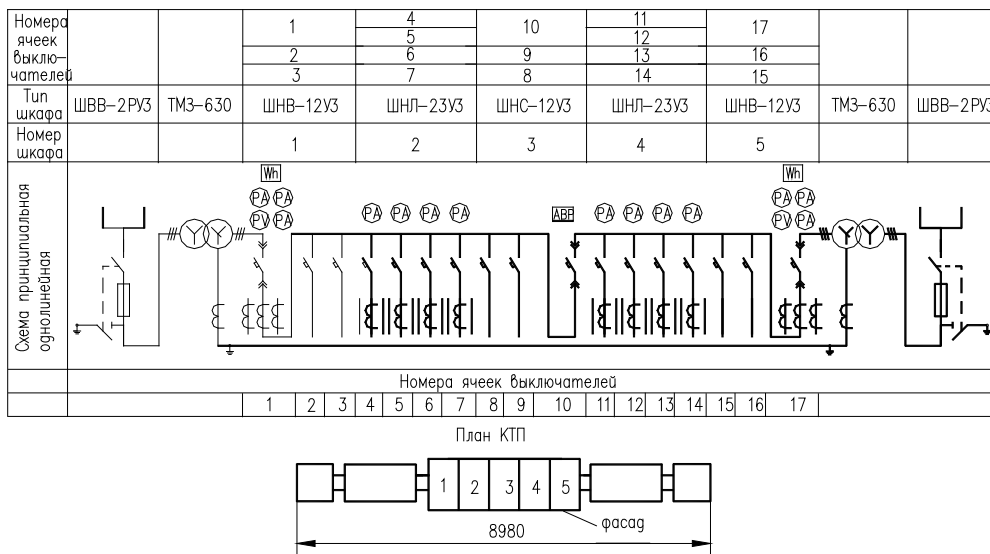 Номера ячеек выключателей
1 4 10 11 17
5 12
2 6 9 13 16
3 7 8 14 15
Тип шкафа ШВВ-2РУЗ ТМЗ-630 ШНВ-12УЗ ШНЛ-23УЗ ШНС-12УЗ ШНЛ-23УЗ ШНВ-12УЗ ТМЗ-630 ШВВ-2РУЗ
Номер шкафа 1 2 3 4 5
Схема принципиальная однолинейная
Wh Wh
PA PA PA PA PA PA АВР PA PA PA PA PA PA
PV PA PV PA
Номера ячеек выключателей
1 2 3 4 5 6 7 8 9 10 11 12 13 14 15 16 17
План КТП
1 2 3 4 5
фасад
8980